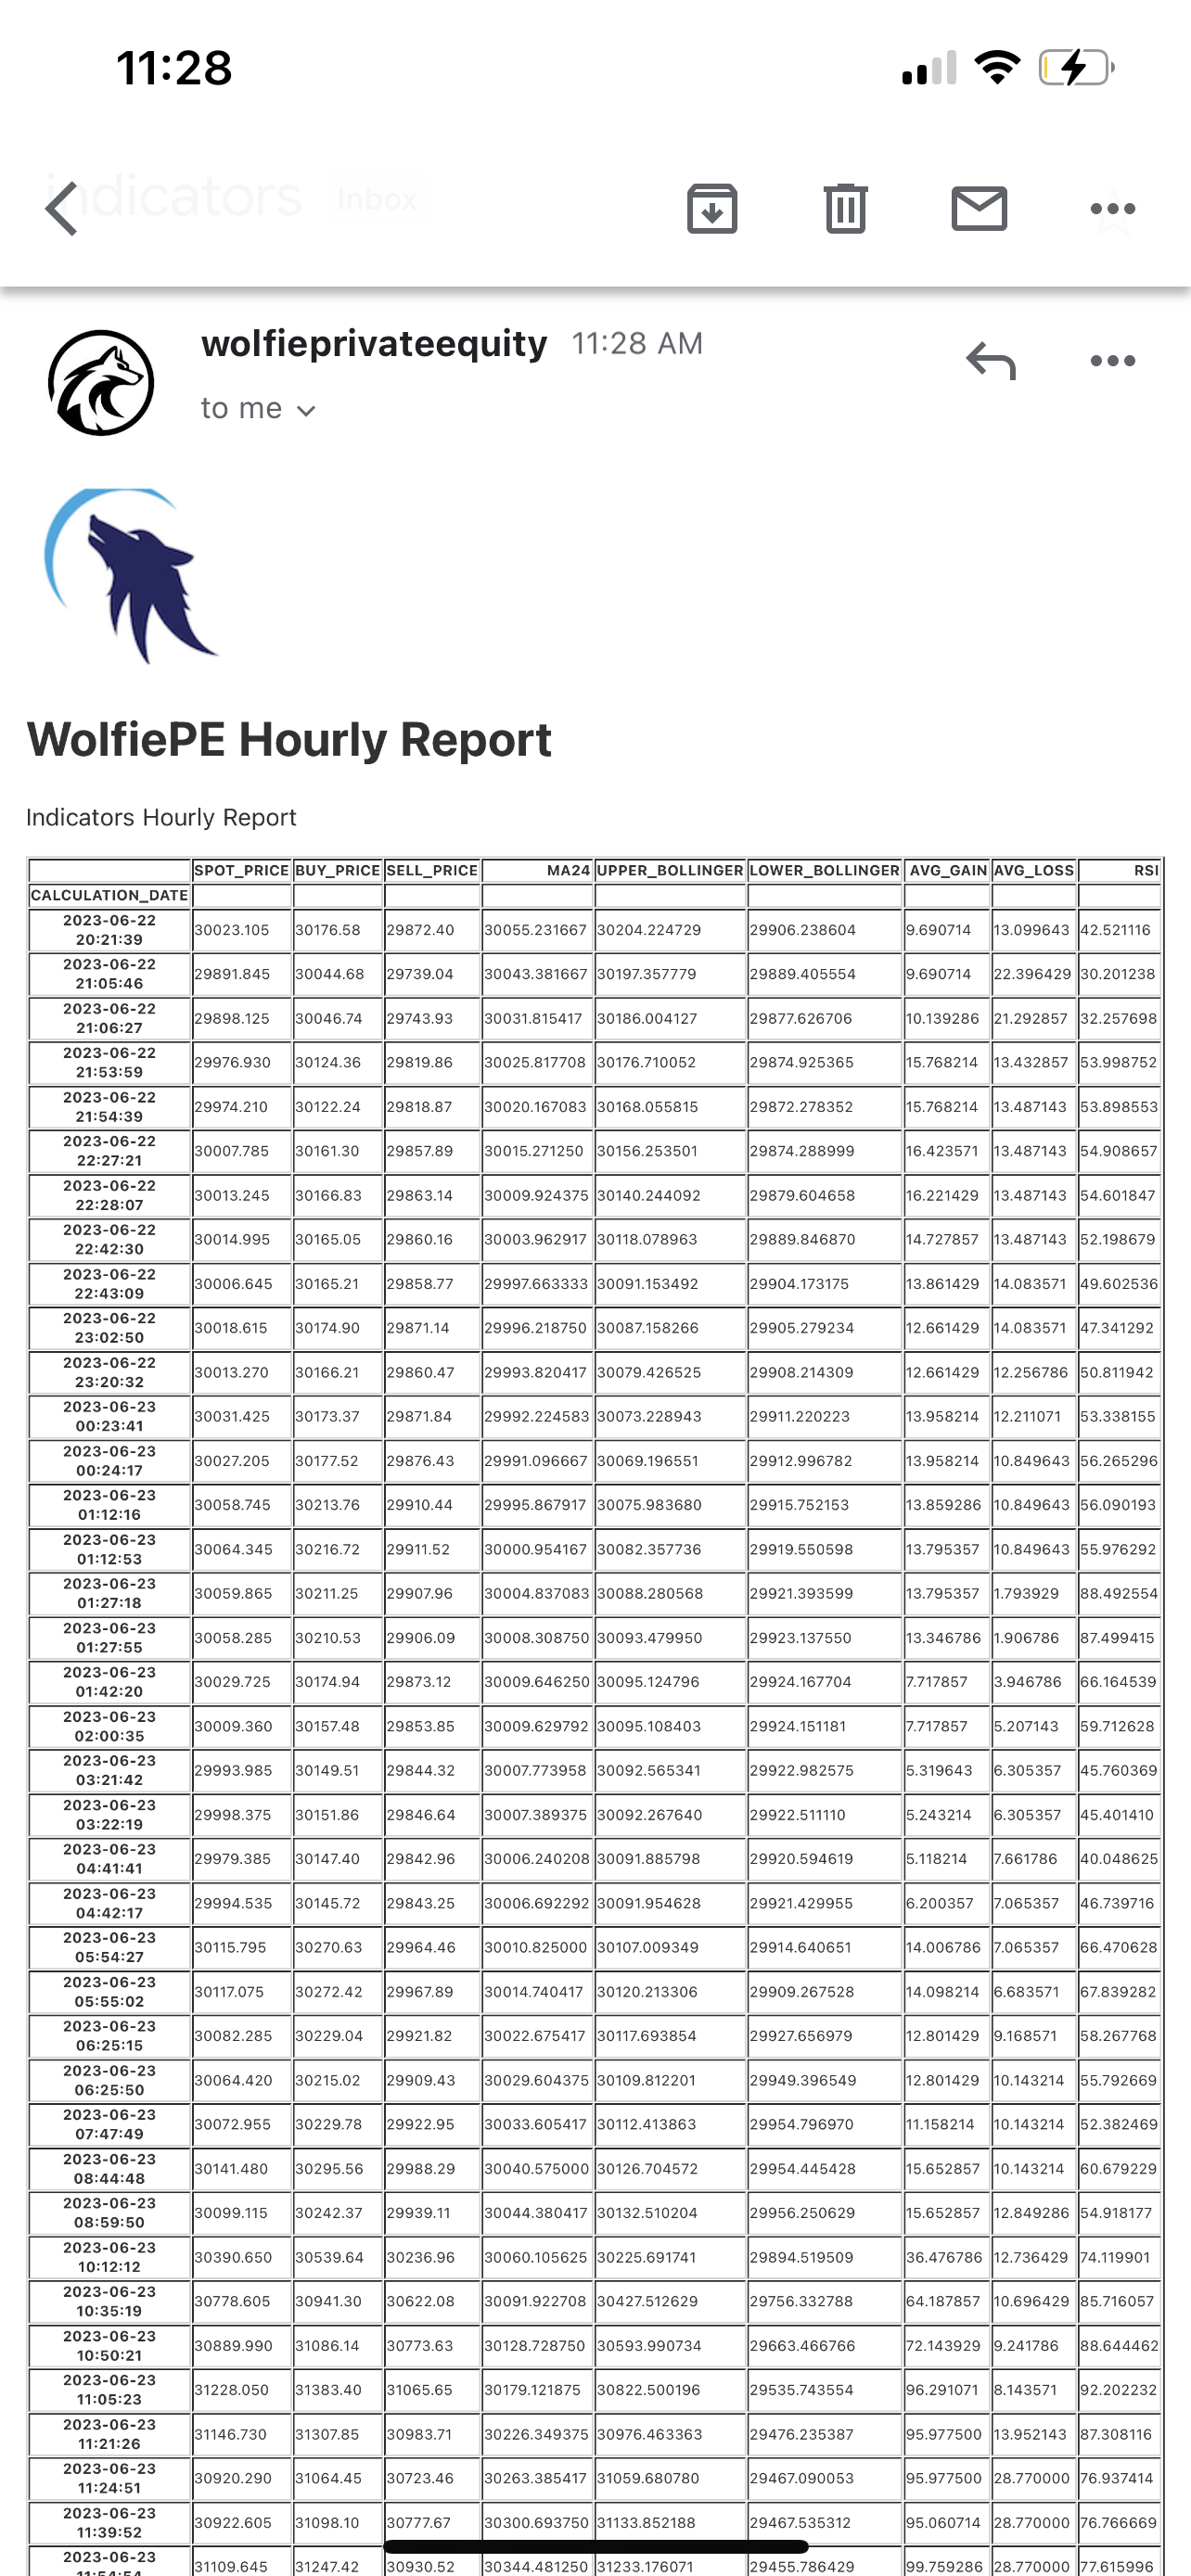 11:28
indicators Inbox
wolfieprivateequity 11:28 AM
to me
WolfiePE Hourly Report
Indicators Hourly Report
SPOT_PRICE BUY_PRICE SELL_PRICE MA24 UPPER_BOLLINGER LOWER_BOLLINGER AVG_GAIN AVG_LOSS RSI
CALCULATION_DATE
2023-06-22 20:21:39 30023.105 30176.58 29872.40 30055.231667 30204.224729 29906.238604 9.690714 13.099643 42.521116
2023-06-22 21:05:46 29891.845 30044.68 29739.04 30043.381667 30197.357779 29889.405554 9.690714 22.396429 30.201238
2023-06-22 21:06:27 29898.125 30046.74 29743.93 30031.815417 30186.004127 29877.626706 10.139286 21.292857 32.257698
2023-06-22 21:53:59 29976.930 30124.36 29819.86 30025.817708 30176.710052 29874.925365 15.768214 13.432857 53.998752
2023-06-22 21:54:39 29974.210 30122.24 29818.87 30020.167083 30168.055815 29872.278352 15.768214 13.487143 53.898553
2023-06-22 22:27:21 30007.785 30161.30 29857.89 30015.271250 30156.253501 29874.288999 16.423571 13.487143 54.908657
2023-06-22 22:28:07 30013.245 30166.83 29863.14 30009.924375 30140.244092 29879.604658 16.221429 13.487143 54.601847
2023-06-22 22:42:30 30014.995 30165.05 29860.16 30003.962917 30118.078963 29889.846870 14.727857 13.487143 52.198679
2023-06-22 22:43:09 30006.645 30165.21 29858.77 29997.663333 30091.153492 29904.173175 13.861429 14.083571 49.602536
2023-06-22 23:02:50 30018.615 30174.90 29871.14 29996.218750 30087.158266 29905.279234 12.661429 14.083571 47.341292
2023-06-22 23:20:32 30013.270 30166.21 29860.47 29993.820417 30079.426525 29908.214309 12.661429 12.256786 50.811942
2023-06-23 00:23:41 30031.425 30173.37 29871.84 29992.224583 30073.228943 29911.220223 13.958214 12.211071 53.338155
2023-06-23 00:24:17 30027.205 30177.52 29876.43 29991.096667 30069.196551 29912.996782 13.958214 10.849643 56.265296
2023-06-23 01:12:16 30058.745 30213.76 29910.44 29995.867917 30075.983680 29915.752153 13.859286 10.849643 56.090193
2023-06-23 01:12:53 30064.345 30216.72 29911.52 30000.954167 30082.357736 29919.550598 13.795357 10.849643 55.976292
2023-06-23 01:27:18 30059.865 30211.25 29907.96 30004.837083 30088.280568 29921.393599 13.795357 1.793929 88.492554
2023-06-23 01:27:55 30058.285 30210.53 29906.09 30008.308750 30093.479950 29923.137550 13.346786 1.906786 87.499415
2023-06-23 01:42:20 30029.725 30174.94 29873.12 30009.646250 30095.124796 29924.167704 7.717857 3.946786 66.164539
2023-06-23 02:00:35 30009.360 30157.48 29853.85 30009.629792 30095.108403 29924.151181 7.717857 5.207143 59.712628
2023-06-23 03:21:42 29993.985 30149.51 29844.32 30007.773958 30092.565341 29922.982575 5.319643 6.305357 45.760369
2023-06-23 03:22:19 29998.375 30151.86 29846.64 30007.389375 30092.267640 29922.511110 5.243214 6.305357 45.401410
2023-06-23 04:41:41 29979.385 30147.40 29842.96 30006.240208 30091.885798 29920.594619 5.118214 7.661786 40.048625
2023-06-23 04:42:17 29994.535 30145.72 29843.25 30006.692292 30091.954628 29921.429955 6.200357 7.065357 46.739716
2023-06-23 05:54:27 30115.795 30270.63 29964.46 30010.825000 30107.009349 29914.640651 14.006786 7.065357 66.470628
2023-06-23 05:55:02 30117.075 30272.42 29967.89 30014.740417 30120.213306 29909.267528 14.098214 6.683571 67.839282
2023-06-23 06:25:15 30082.285 30229.04 29921.82 30022.675417 30117.693854 29927.656979 12.801429 9.168571 58.267768
2023-06-23 06:25:50 30064.420 30215.02 29909.43 30029.604375 30109.812201 29949.396549 12.801429 10.143214 55.792669
2023-06-23 07:47:49 30072.955 30229.78 29922.95 30033.605417 30112.413863 29954.796970 11.158214 10.143214 52.382469
2023-06-23 08:44:48 30141.480 30295.56 29988.29 30040.575000 30126.704572 29954.445428 15.652857 10.143214 60.679229
2023-06-23 08:59:50 30099.115 30242.37 29939.11 30044.380417 30132.510204 29956.250629 15.652857 12.849286 54.918177
2023-06-23 10:12:12 30390.650 30539.64 30236.96 30060.105625 30225.691741 29894.519509 36.476786 12.736429 74.119901
2023-06-23 10:35:19 30778.605 30941.30 30622.08 30091.922708 30427.512629 29756.332788 64.187857 10.696429 85.716057
2023-06-23 10:50:21 30889.990 31086.14 30773.63 30128.728750 30593.990734 29663.466766 72.143929 9.241786 88.644462
2023-06-23 11:05:23 31228.050 31383.40 31065.65 30179.121875 30822.500196 29535.743554 96.291071 8.143571 92.202232
2023-06-23 11:21:26 31146.730 31307.85 30983.71 30226.349375 30976.463363 29476.235387 95.977500 13.952143 87.308116
2023-06-23 11:24:51 30920.290 31064.45 30723.46 30263.385417 31059.680780 29467.090053 95.977500 28.770000 76.937414
2023-06-23 11:39:52 30922.605 31098.10 30777.67 30300.693750 31133.852188 29467.535312 95.060714 28.770000 76.766669
2023-06-23 11:54:54 31109.645 31247.42 30930.52 30344.481250 31233.176071 29455.786429 99.759286 28.770000 77.615996